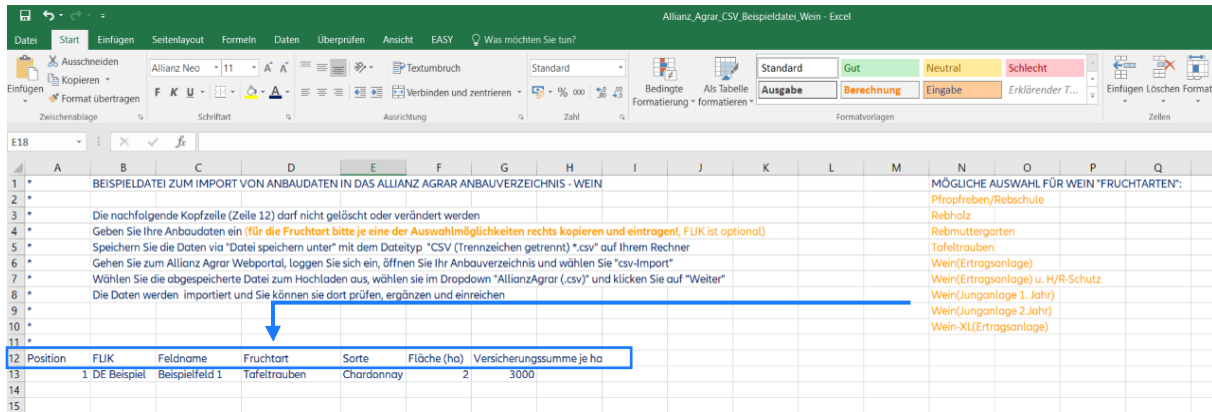 Allianz_Agrar_CSV_Beispieldatei_Wein - Excel
Datei Start Einfügen Seitenlayout Formeln Daten Überprüfen Ansicht EASY Was möchten Sie tun?
Einfügen
Ausschneiden
Kopieren
Format übertragen
Zwischenablage
Allianz Neo 11
F K U
Schriftart
Textumbruch
Verbinden und zentrieren
Ausrichtung
Standard
% 000
Zahl
Bedingte Formatierung
Als Tabelle formatieren
Standard Gut Neutral Schlecht
Ausgabe Berechnung Eingabe Erklärender T...
Formatvorlagen
Einfügen Löschen Format
Zellen
E18 fx
A B C D E F G H I J K L M N O P Q
1 * BEISPIELDATEI ZUM IMPORT VON ANBAUDATEN IN DAS ALLIANZ AGRAR ANBAUVERZEICHNIS - WEIN MÖGLICHE AUSWAHL FÜR WEIN "FRUCHTARTEN":
2 * Pfropfreben/Rebschule
3 * Die nachfolgende Kopfzeile (Zeile 12) darf nicht gelöscht oder verändert werden Rebholz
4 * Geben Sie Ihre Anbaudaten ein (für die Fruchtart bitte je eine der Auswahlmöglichkeiten rechts kopieren und eintragen!, FLIK ist optional) Rebmuttergarten
5 * Speichern Sie die Daten via "Datei speichern unter" mit dem Dateityp "CSV (Trennzeichen getrennt) *.csv" auf Ihrem Rechner Tafeltrauben
6 * Gehen Sie zum Allianz Agrar Webportal, loggen Sie sich ein, öffnen Sie Ihr Anbauverzeichnis und wählen Sie "csv-Import" Wein(Ertragsanlage)
7 * Wählen Sie die abgespeicherte Datei zum Hochladen aus, wählen sie im Dropdown "AllianzAgrar (.csv)" und klicken Sie auf "Weiter" Wein(Ertragsanlage) u. H/R-Schutz
8 * Die Daten werden importiert und Sie können sie dort prüfen, ergänzen und einreichen Wein(Junganlage 1. Jahr)
9 * Wein(Junganlage 2.Jahr)
10 * Wein-XL(Ertragsanlage)
11 *
12 Position FLIK Feldname Fruchtart Sorte Fläche (ha) Versicherungssumme je ha
13 1 DE Beispiel Beispielfeld 1 Tafeltrauben Chardonnay 2 3000
14
15